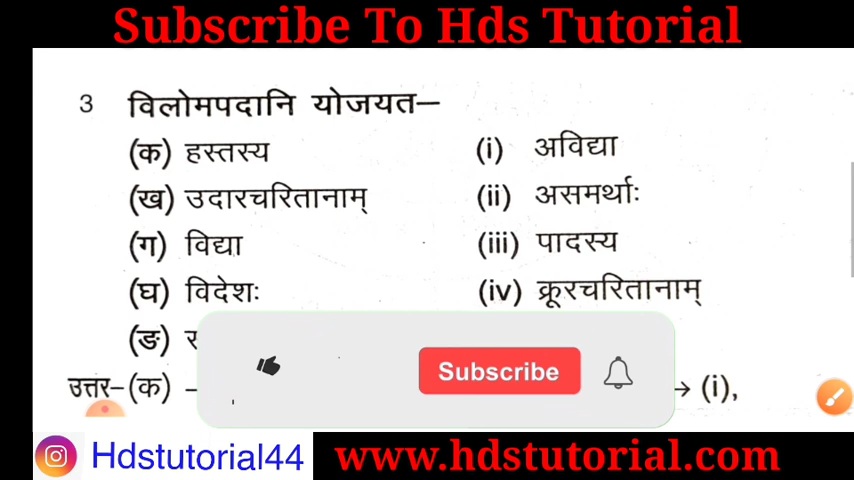 Subscribe To Hds Tutorial
3 विलोमपदानि योजयत–
(क) हस्तस्य (i) अविद्या
(ख) उदारचरितानाम् (ii) असमर्थाः
(ग) विद्या (iii) पादस्य
(घ) विदेशः (iv) क्रूरचरितानाम्
(ङ)
Subscribe
उत्तर–(क) – → (i),
Hdstutorial44 www.hdstutorial.com